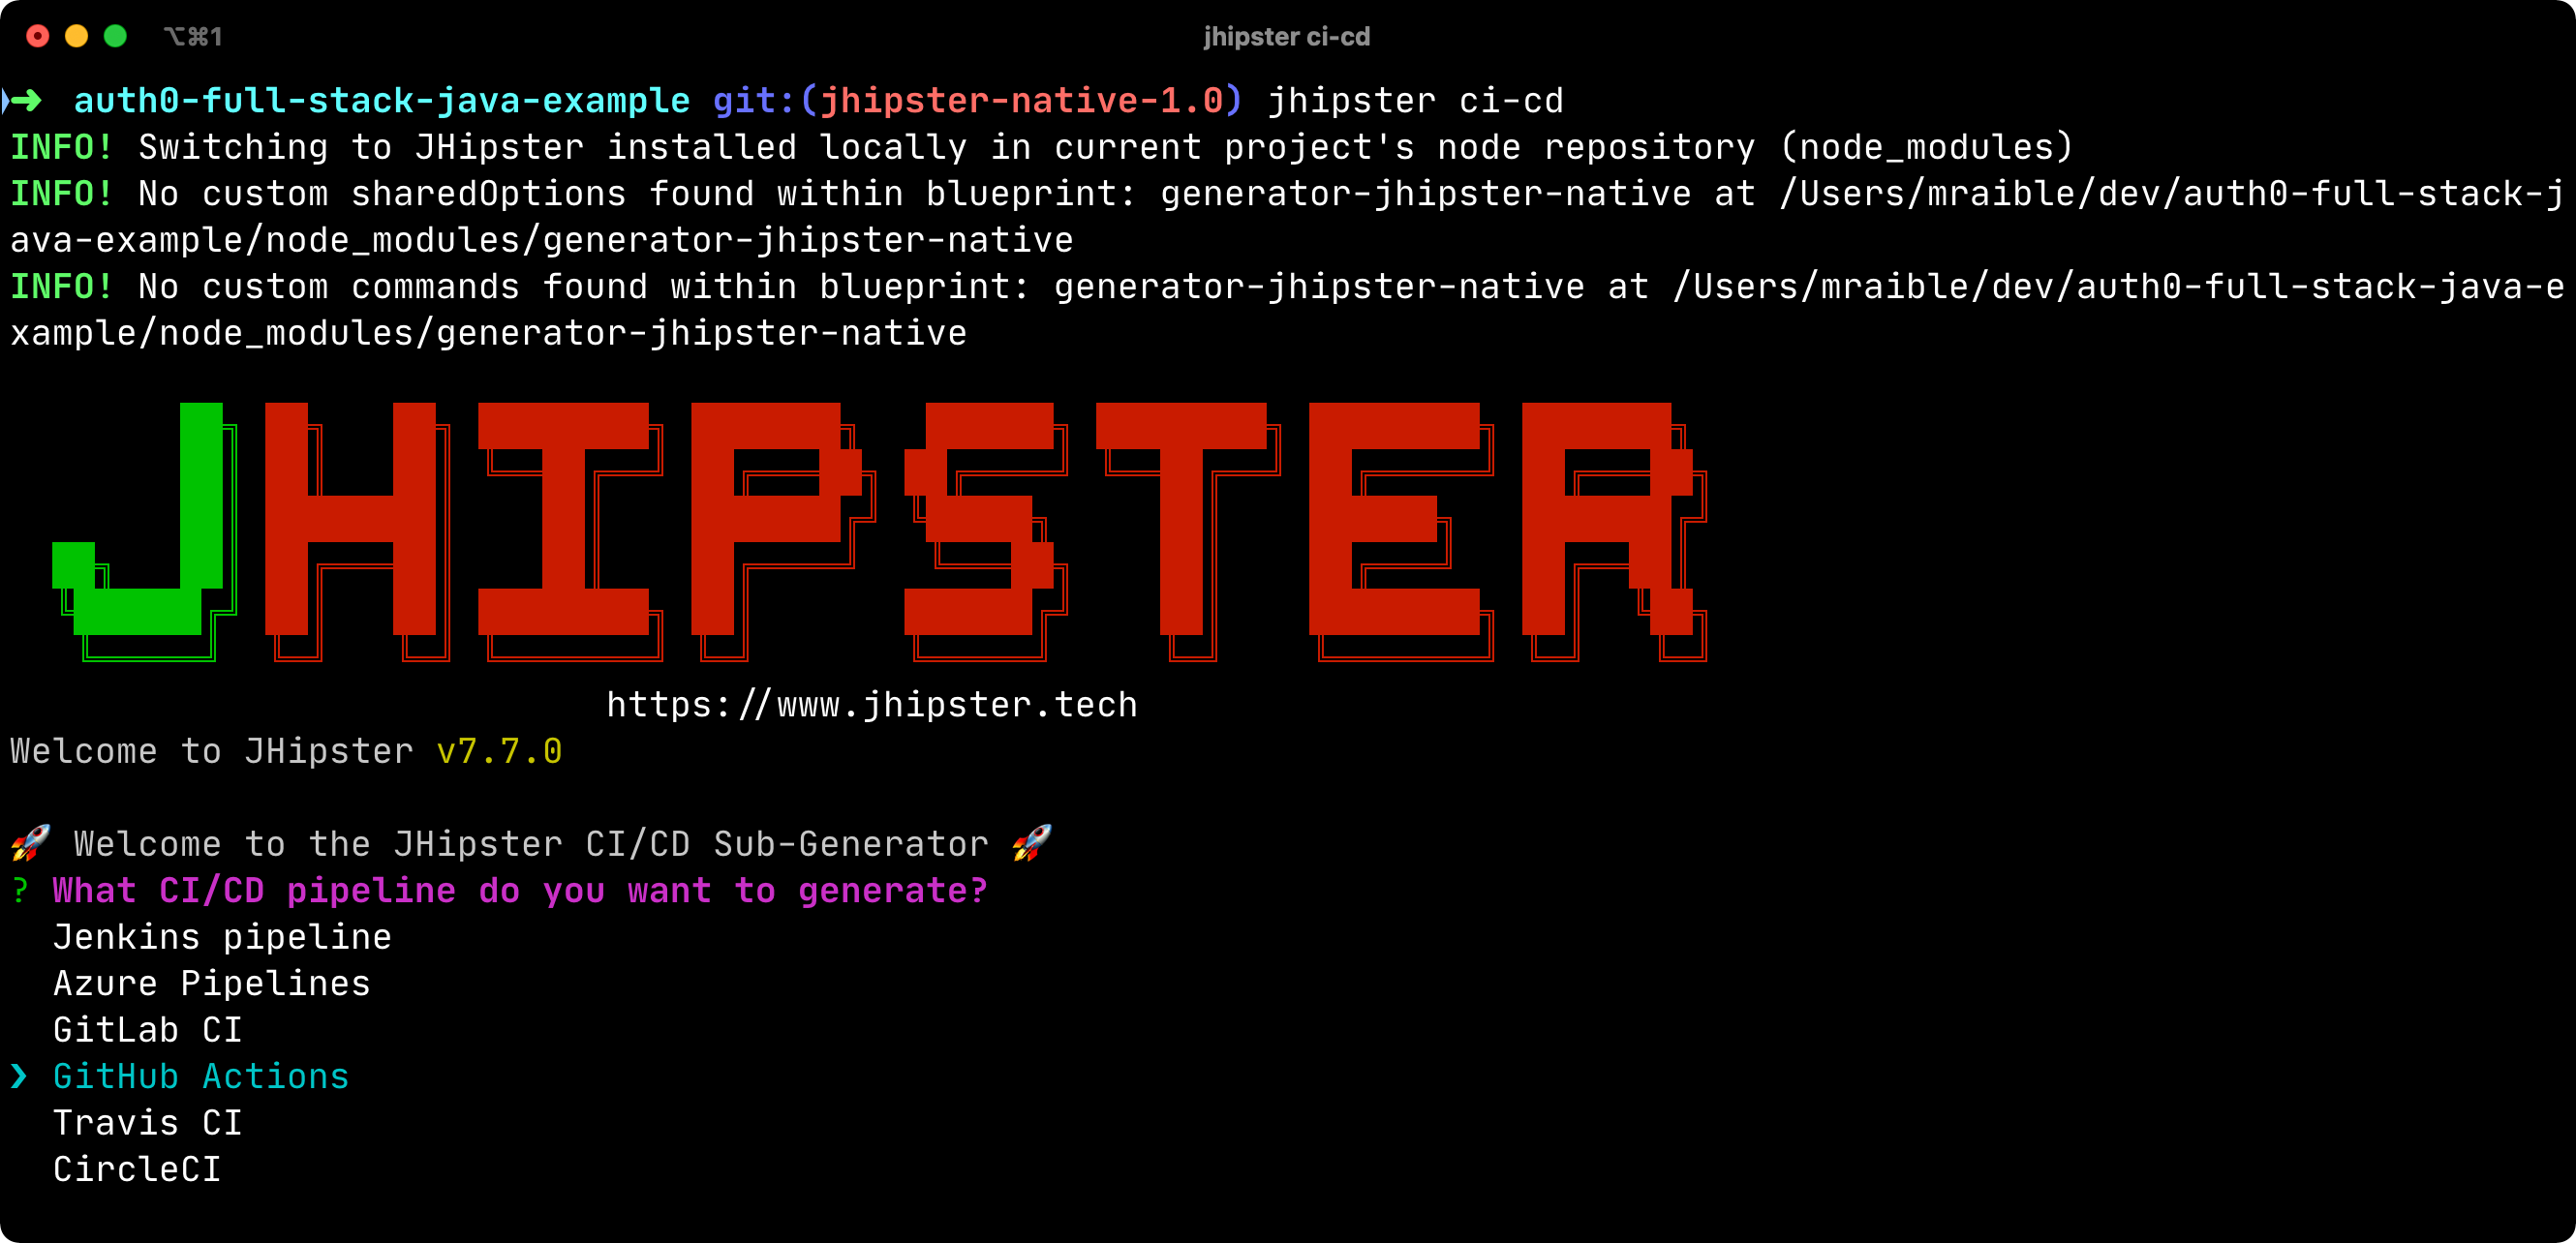 ⌥⌘1
jhipster ci-cd
➜ auth0-full-stack-java-example git:(jhipster-native-1.0) jhipster ci-cd
INFO! Switching to JHipster installed locally in current project's node repository (node_modules)
INFO! No custom sharedOptions found within blueprint: generator-jhipster-native at /Users/mraible/dev/auth0-full-stack-j
ava-example/node_modules/generator-jhipster-native
INFO! No custom commands found within blueprint: generator-jhipster-native at /Users/mraible/dev/auth0-full-stack-java-e
xample/node_modules/generator-jhipster-native
JHIPSTER
https://www.jhipster.tech
Welcome to JHipster v7.7.0
🚀 Welcome to the JHipster CI/CD Sub-Generator 🚀
? What CI/CD pipeline do you want to generate?
Jenkins pipeline
Azure Pipelines
GitLab CI
❯ GitHub Actions
Travis CI
CircleCI